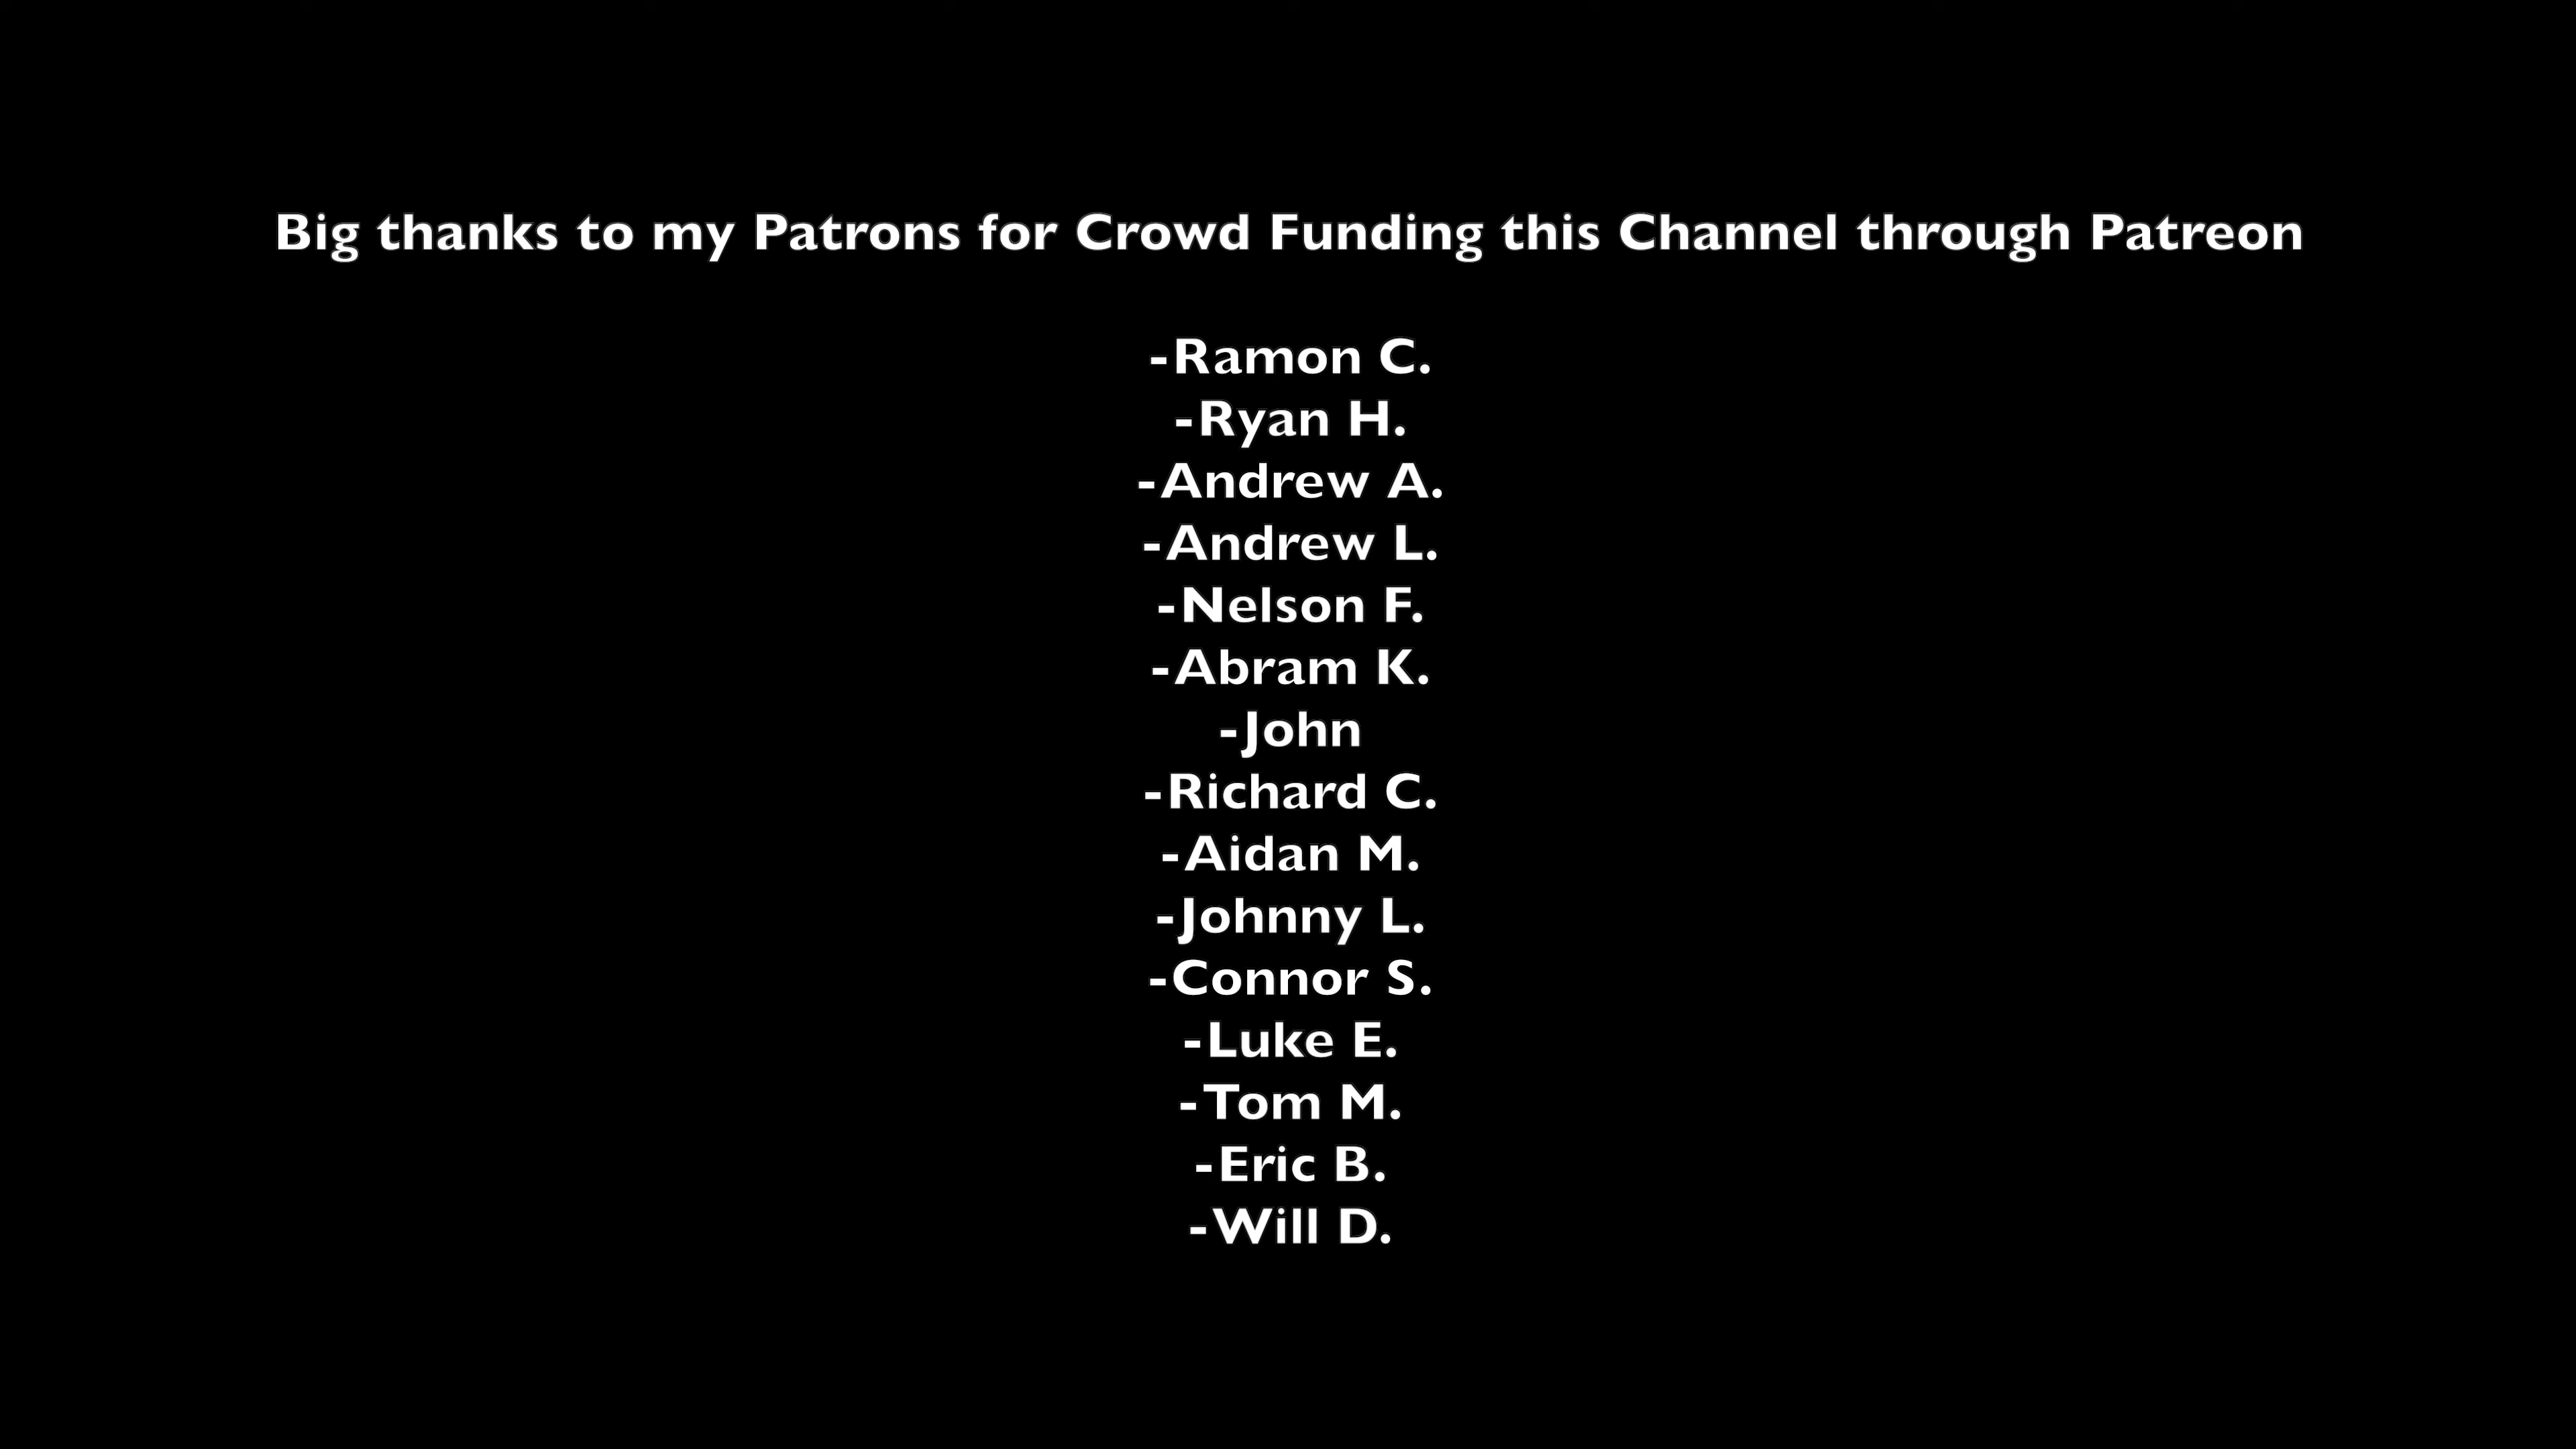 Big thanks to my Patrons for Crowd Funding this Channel through Patreon
-Ramon C.
-Ryan H.
-Andrew A.
-Andrew L.
-Nelson F.
-Abram K.
-John
-Richard C.
-Aidan M.
-Johnny L.
-Connor S.
-Luke E.
-Tom M.
-Eric B.
-Will D.